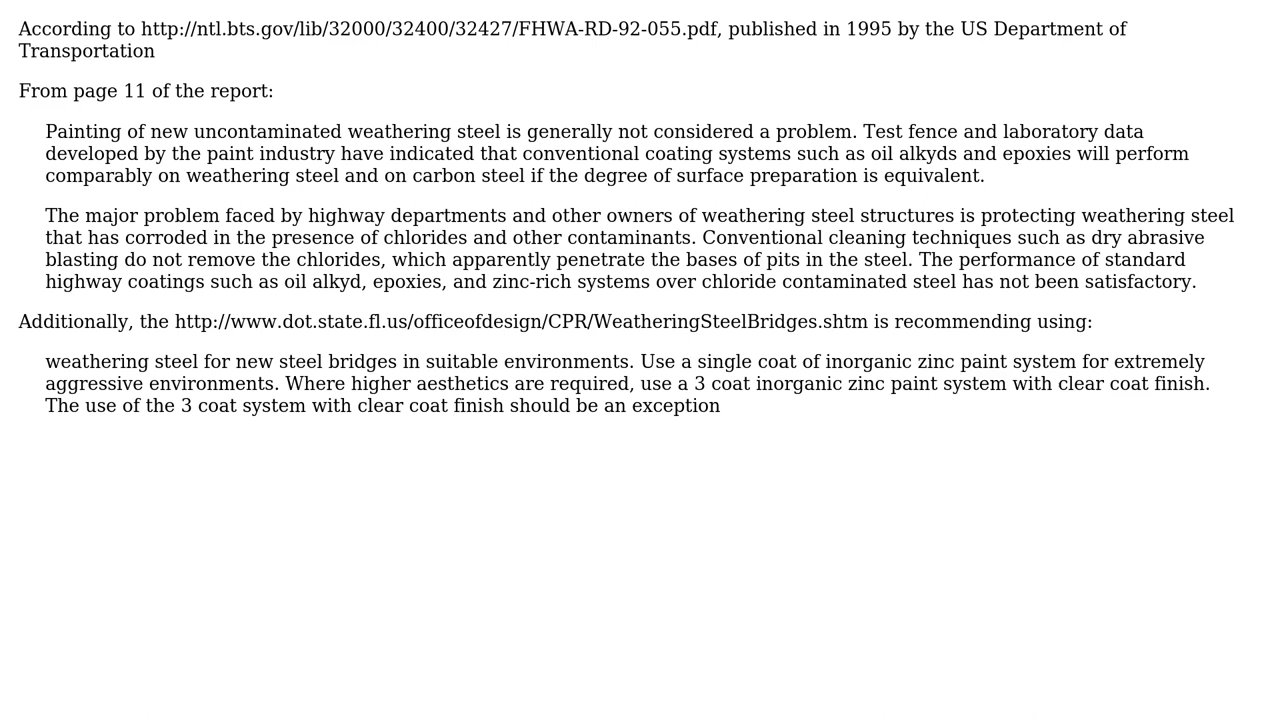 According to http://ntl.bts.gov/lib/32000/32400/32427/FHWA-RD-92-055.pdf, published in 1995 by the US Department of
Transportation
From page 11 of the report:
Painting of new uncontaminated weathering steel is generally not considered a problem. Test fence and laboratory data
developed by the paint industry have indicated that conventional coating systems such as oil alkyds and epoxies will perform
comparably on weathering steel and on carbon steel if the degree of surface preparation is equivalent.
The major problem faced by highway departments and other owners of weathering steel structures is protecting weathering steel
that has corroded in the presence of chlorides and other contaminants. Conventional cleaning techniques such as dry abrasive
blasting do not remove the chlorides, which apparently penetrate the bases of pits in the steel. The performance of standard
highway coatings such as oil alkyd, epoxies, and zinc-rich systems over chloride contaminated steel has not been satisfactory.
Additionally, the http://www.dot.state.fl.us/officeofdesign/CPR/WeatheringSteelBridges.shtm is recommending using:
weathering steel for new steel bridges in suitable environments. Use a single coat of inorganic zinc paint system for extremely
aggressive environments. Where higher aesthetics are required, use a 3 coat inorganic zinc paint system with clear coat finish.
The use of the 3 coat system with clear coat finish should be an exception